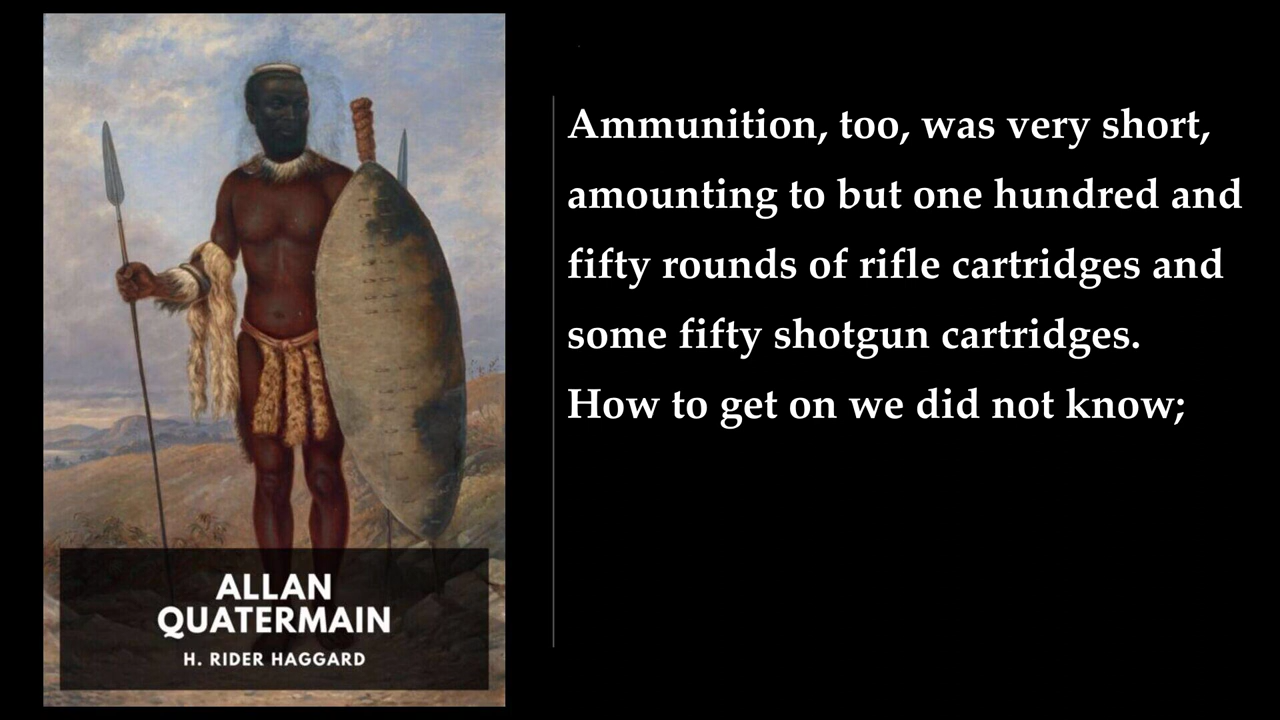 ALLAN
QUATERMAIN
H. RIDER HAGGARD
Ammunition, too, was very short,
amounting to but one hundred and
fifty rounds of rifle cartridges and
some fifty shotgun cartridges.
How to get on we did not know;